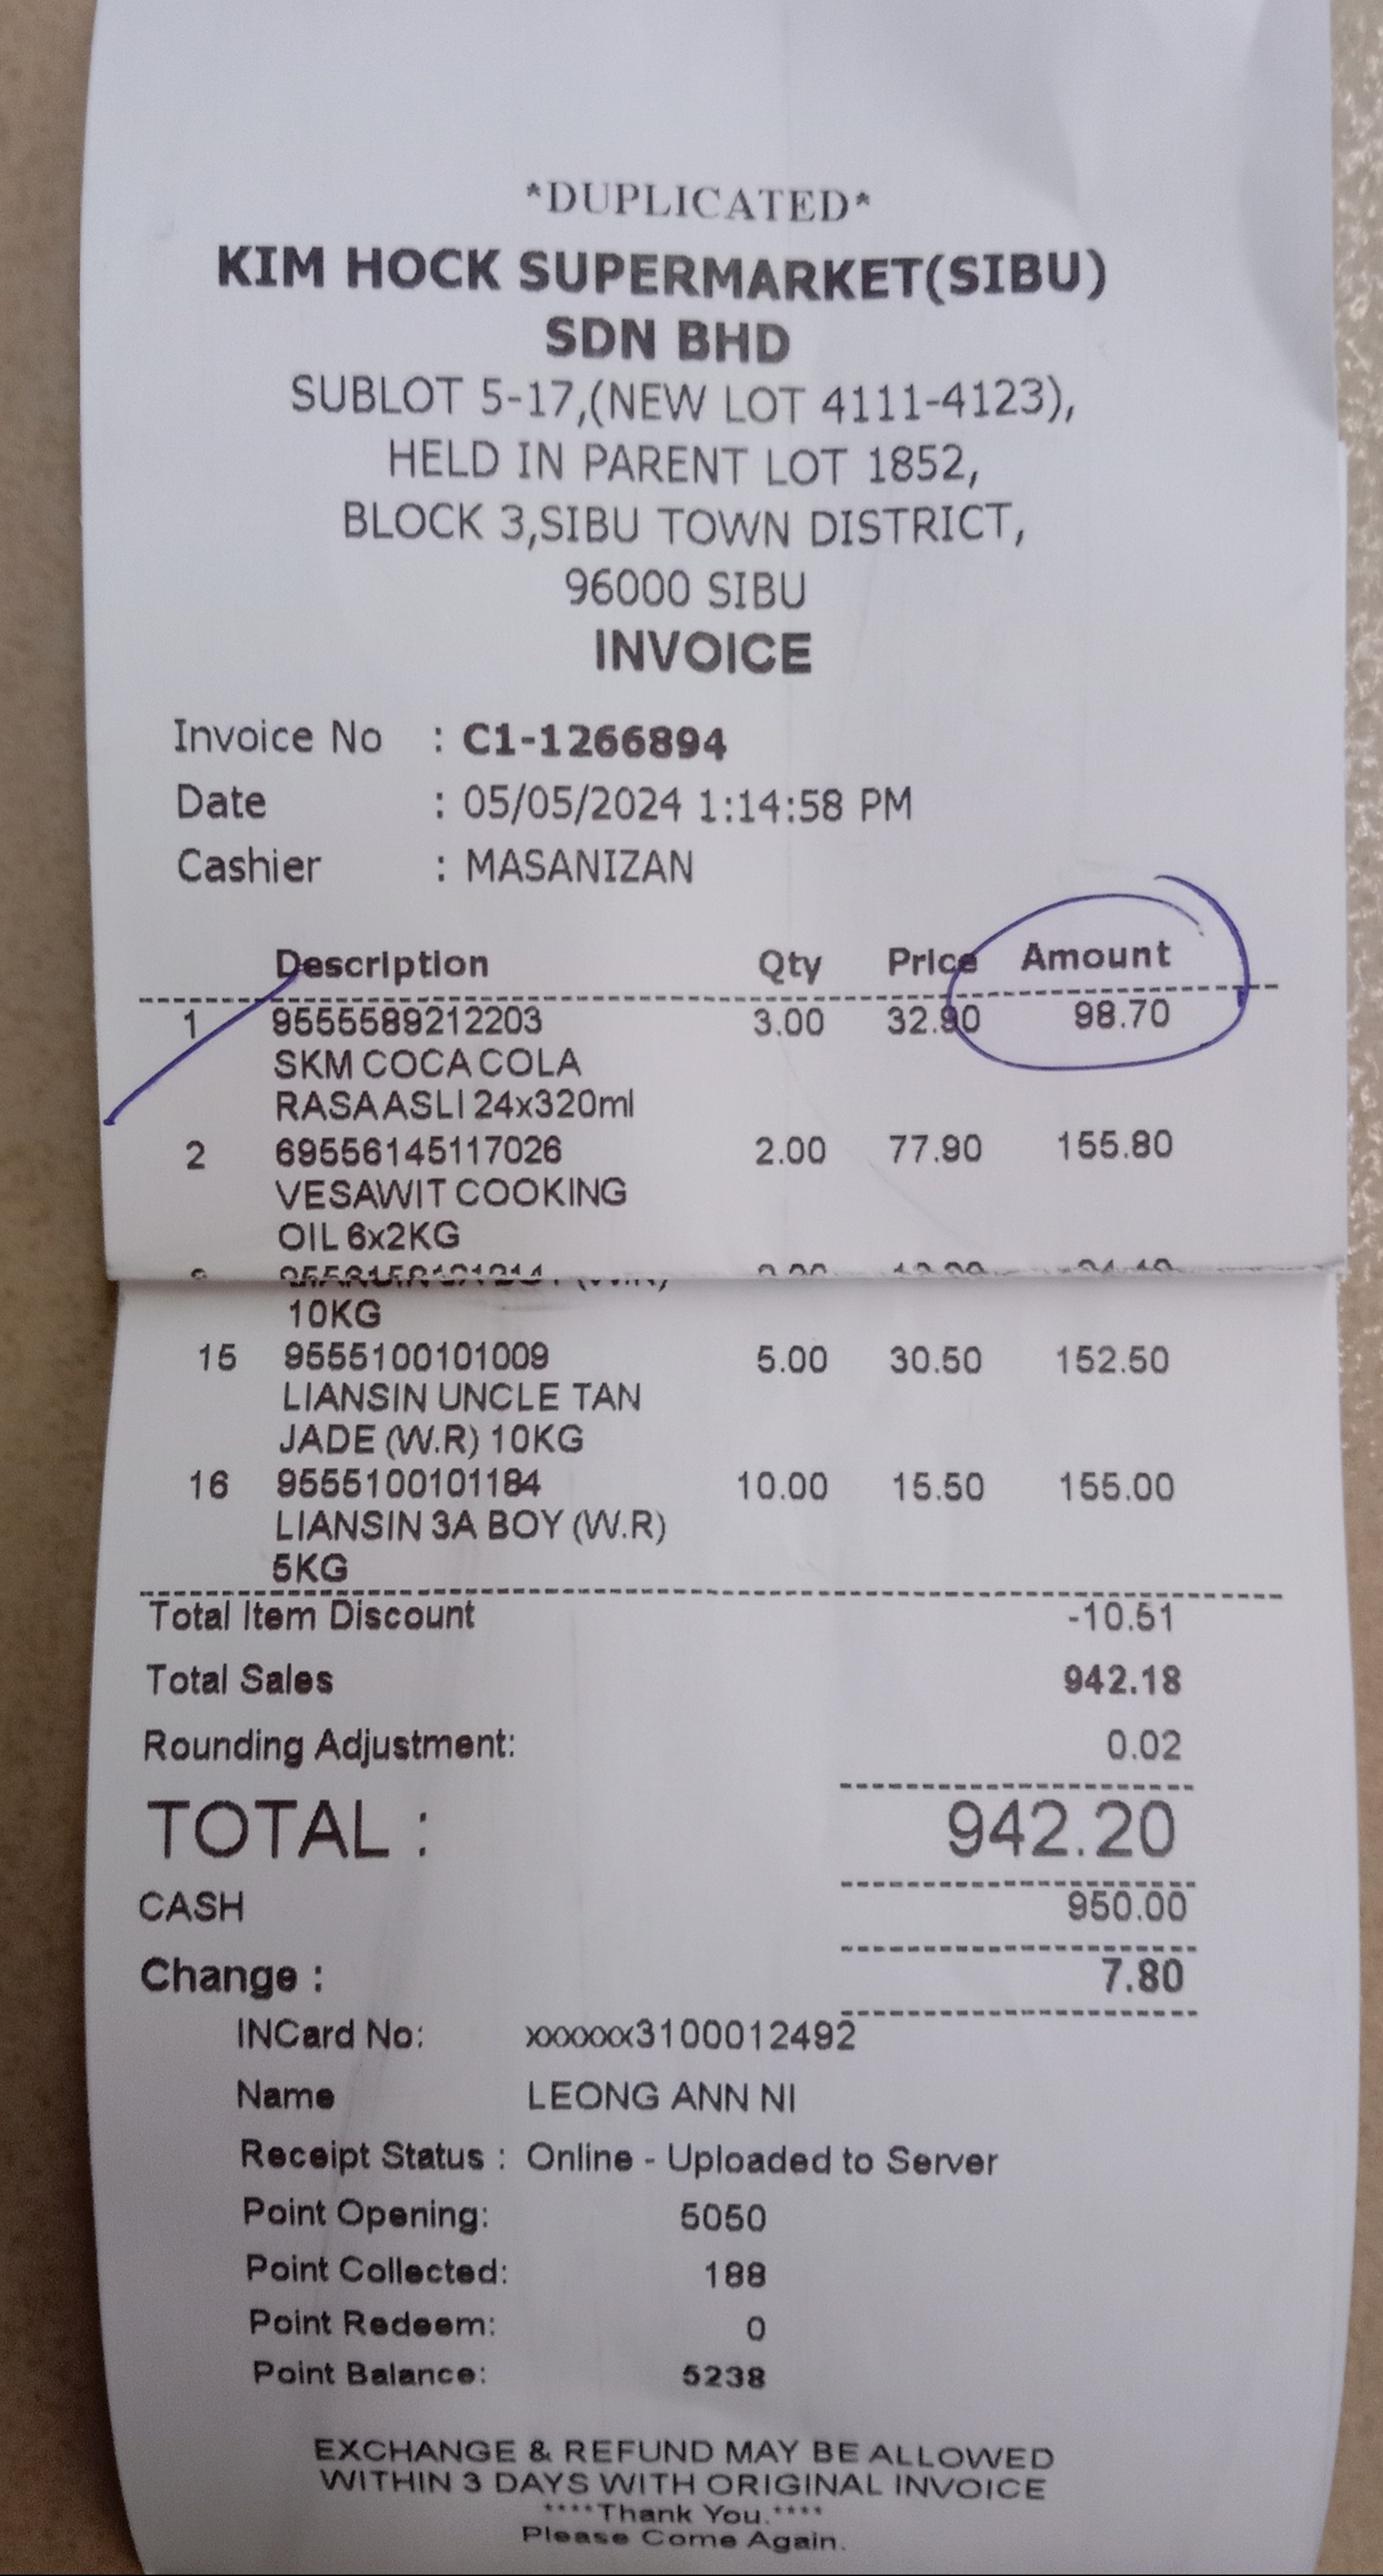 *DUPLICATED*
KIM HOCK SUPERMARKET(SIBU)
SDN BHD
SUBLOT 5-17,(NEW LOT 4111-4123),
HELD IN PARENT LOT 1852,
BLOCK 3,SIBU TOWN DISTRICT,
96000 SIBU
INVOICE
Invoice No : C1-1266894
Date : 05/05/2024 1:14:58 PM
Cashier : MASANIZAN
Description Qty Price Amount
1 9555589212203 3.00 32.90 98.70
SKM COCA COLA
RASA ASLI 24x320ml
2 69556145117026 2.00 77.90 155.80
VESAWIT COOKING
OIL 6x2KG
10KG
15 9555100101009 5.00 30.50 152.50
LIANSIN UNCLE TAN
JADE (W.R) 10KG
16 9555100101184 10.00 15.50 155.00
LIANSIN 3A BOY (W.R)
5KG
Total Item Discount -10.51
Total Sales 942.18
Rounding Adjustment: 0.02
TOTAL : 942.20
CASH 950.00
Change : 7.80
INCard No: xxxxxx3100012492
Name LEONG ANN NI
Receipt Status : Online - Uploaded to Server
Point Opening: 5050
Point Collected: 188
Point Redeem: 0
Point Balance: 5238
EXCHANGE & REFUND MAY BE ALLOWED
WITHIN 3 DAYS WITH ORIGINAL INVOICE
****Thank You.****
Please Come Again.